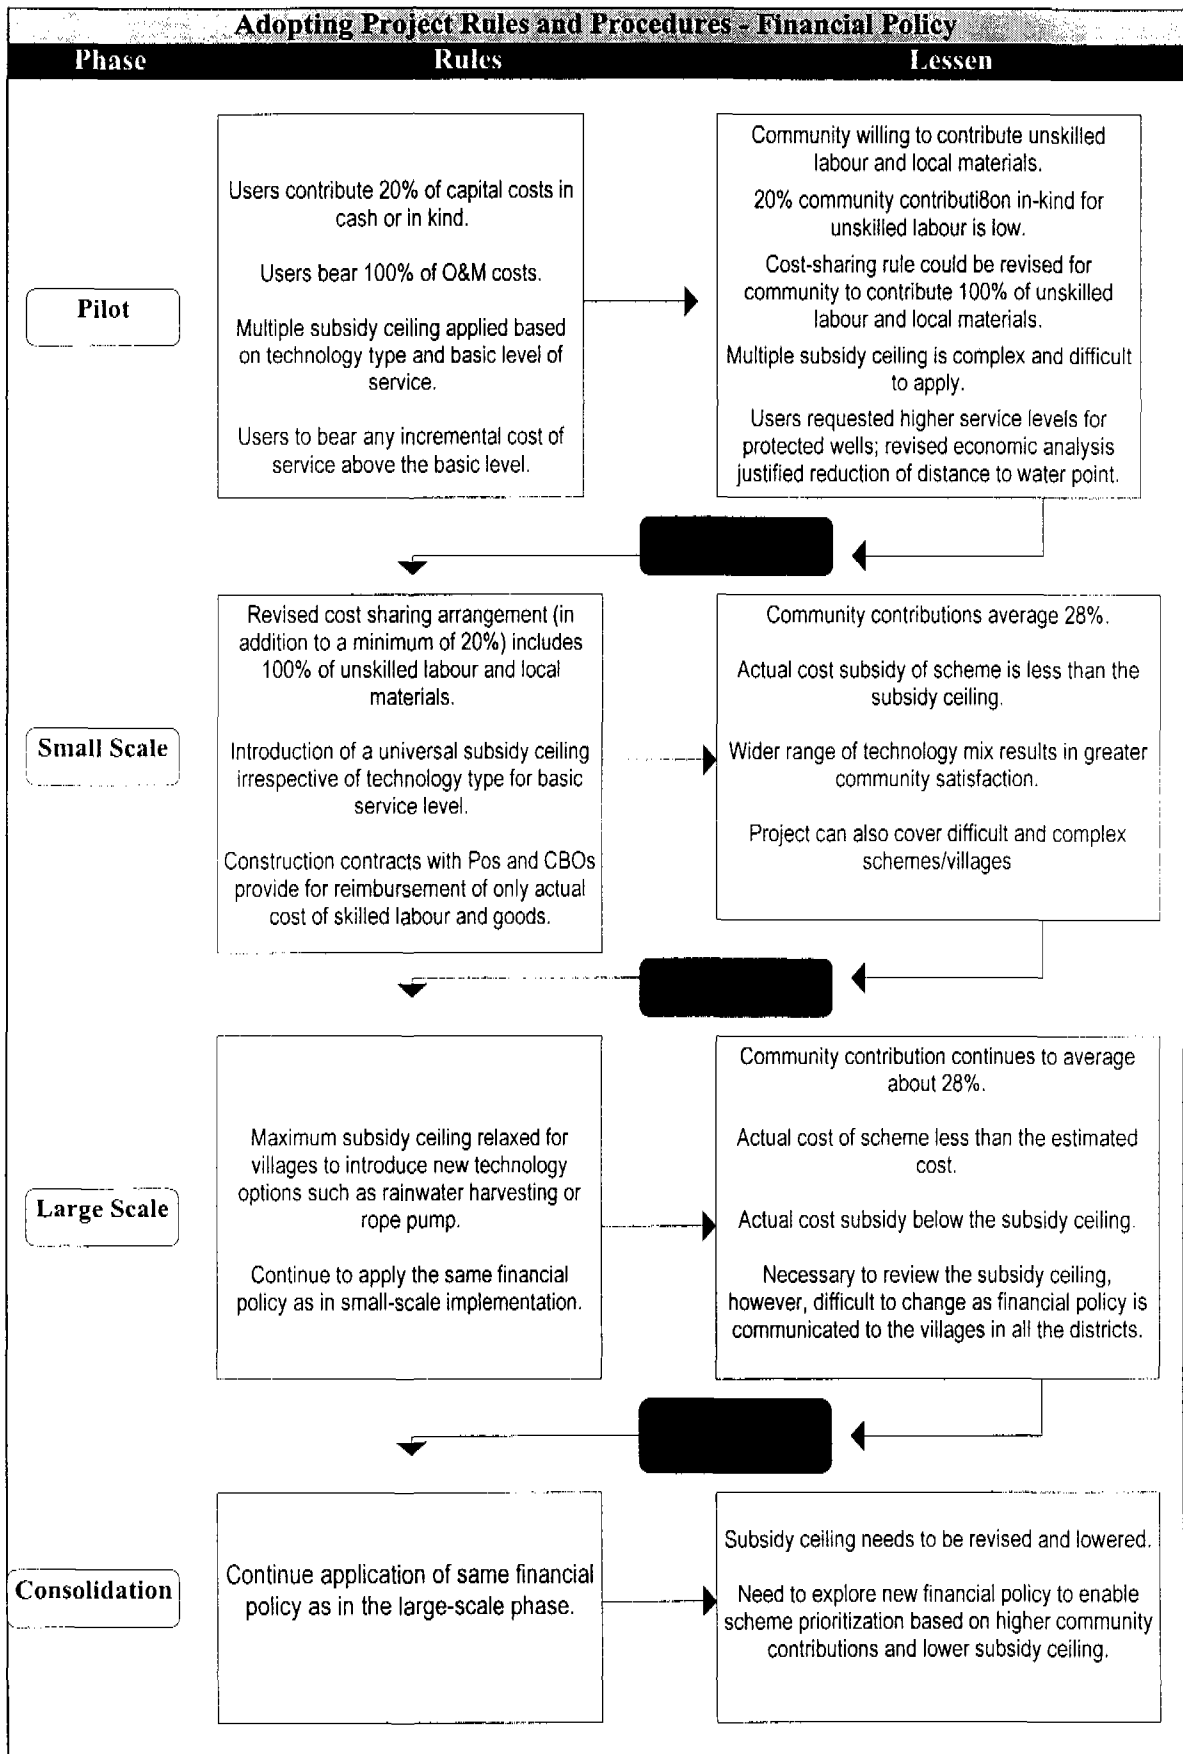 Adopting Project Rules and Procedures - Financial Policy
Phase Rules Lessen
Pilot
Users contribute 20% of capital costs in
cash or in kind.
Users bear 100% of O&M costs.
Multiple subsidy ceiling applied based
on technology type and basic level of
service.
Users to bear any incremental cost of
service above the basic level.
Community willing to contribute unskilled
labour and local materials.
20% community contributi8on in-kind for
unskilled labour is low.
Cost-sharing rule could be revised for
community to contribute 100% of unskilled
labour and local materials.
Multiple subsidy ceiling is complex and difficult
to apply.
Users requested higher service levels for
protected wells; revised economic analysis
justified reduction of distance to water point.
Small Scale
Revised cost sharing arrangement (in
addition to a minimum of 20%) includes
100% of unskilled labour and local
materials.
Introduction of a universal subsidy ceiling
irrespective of technology type for basic
service level.
Construction contracts with Pos and CBOs
provide for reimbursement of only actual
cost of skilled labour and goods.
Community contributions average 28%.
Actual cost subsidy of scheme is less than the
subsidy ceiling.
Wider range of technology mix results in greater
community satisfaction.
Project can also cover difficult and complex
schemes/villages
Large Scale
Maximum subsidy ceiling relaxed for
villages to introduce new technology
options such as rainwater harvesting or
rope pump.
Continue to apply the same financial
policy as in small-scale implementation.
Community contribution continues to average
about 28%.
Actual cost of scheme less than the estimated
cost.
Actual cost subsidy below the subsidy ceiling.
Necessary to review the subsidy ceiling,
however, difficult to change as financial policy is
communicated to the villages in all the districts.
Consolidation
Continue application of same financial
policy as in the large-scale phase.
Subsidy ceiling needs to be revised and lowered.
Need to explore new financial policy to enable
scheme prioritization based on higher community
contributions and lower subsidy ceiling.